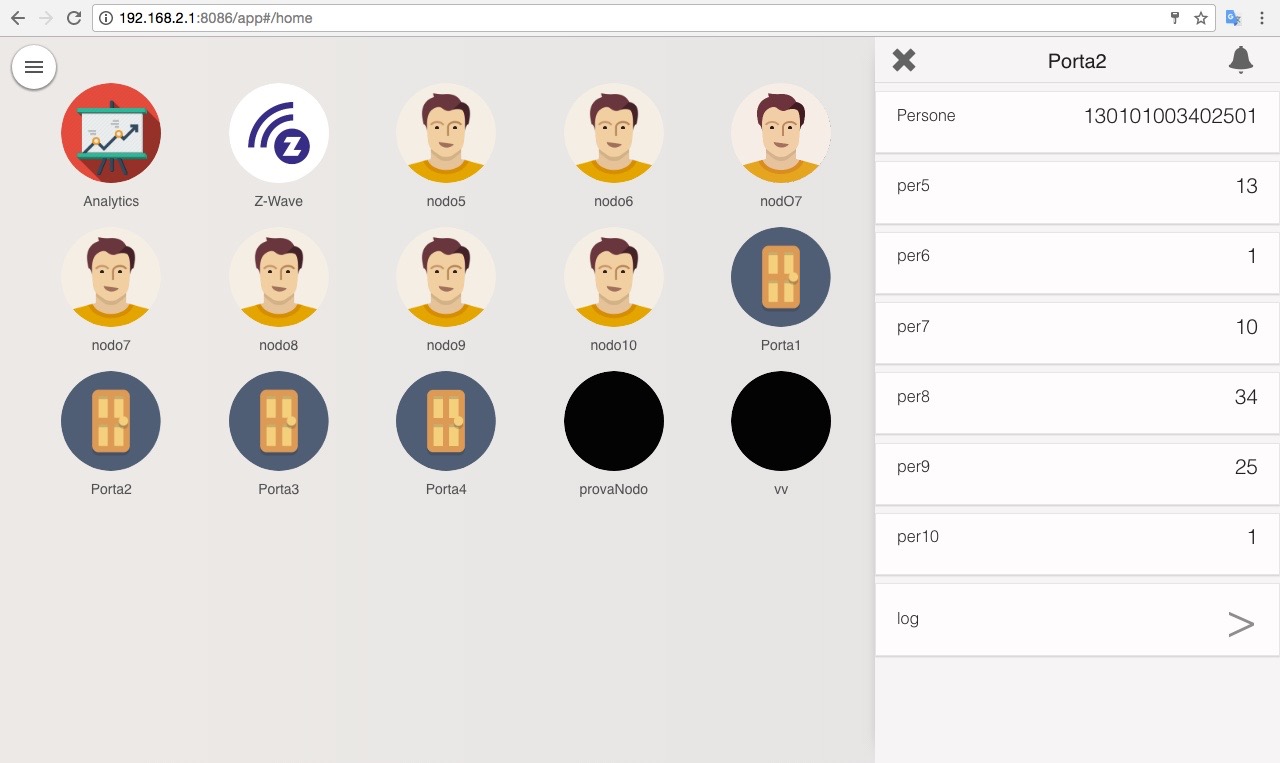 192.168.2.1:8086/app#/home
Analytics
Z-Wave
nodo5
nodo6
nodO7
nodo7
nodo8
nodo9
nodo10
Porta1
Porta2
Porta3
Porta4
provaNodo
vv
Porta2
Persone 130101003402501
per5 13
per6 1
per7 10
per8 34
per9 25
per10 1
log >